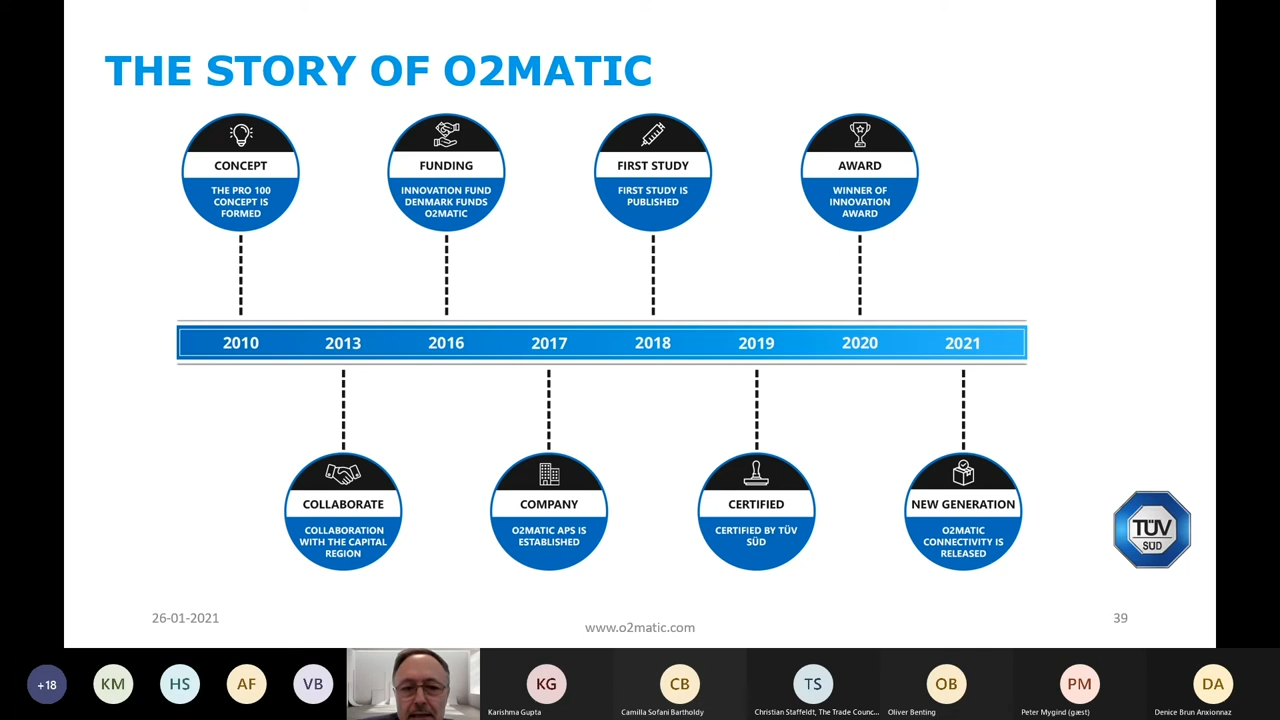 THE STORY OF O2MATIC
CONCEPT
THE PRO 100
CONCEPT IS
FORMED
FUNDING
INNOVATION FUND
DENMARK FUNDS
O2MATIC
FIRST STUDY
FIRST STUDY IS
PUBLISHED
AWARD
WINNER OF
INNOVATION
AWARD
2010 2013 2016 2017 2018 2019 2020 2021
COLLABORATE
COLLABORATION
WITH THE CAPITAL
REGION
COMPANY
O2MATIC APS IS
ESTABLISHED
CERTIFIED
CERTIFIED BY TÜV
SÜD
NEW GENERATION
O2MATIC
CONNECTIVITY IS
RELEASED
TÜV
SÜD
26-01-2021
www.o2matic.com
39
+18 KM HS AF VB KG CB TS OB PM DA
Karishma Gupta
Camilla Sofani Bartholdy
Christian Staffeldt, The Trade Counc...
Oliver Benting
Peter Mygind (gæst)
Denice Brun Anxionnaz